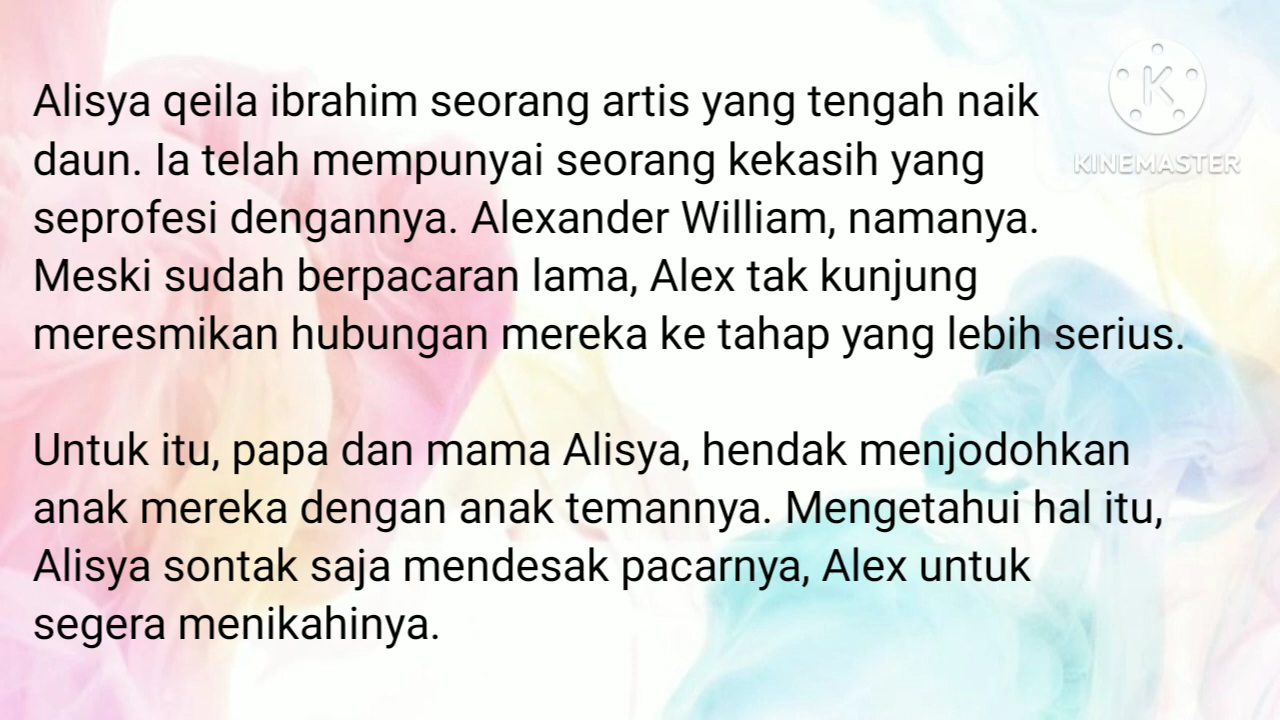 Alisya qeila ibrahim seorang artis yang tengah naik
daun. Ia telah mempunyai seorang kekasih yang
seprofesi dengannya. Alexander William, namanya.
Meski sudah berpacaran lama, Alex tak kunjung
meresmikan hubungan mereka ke tahap yang lebih serius.
Untuk itu, papa dan mama Alisya, hendak menjodohkan
anak mereka dengan anak temannya. Mengetahui hal itu,
Alisya sontak saja mendesak pacarnya, Alex untuk
segera menikahinya.
K
KINEMASTER